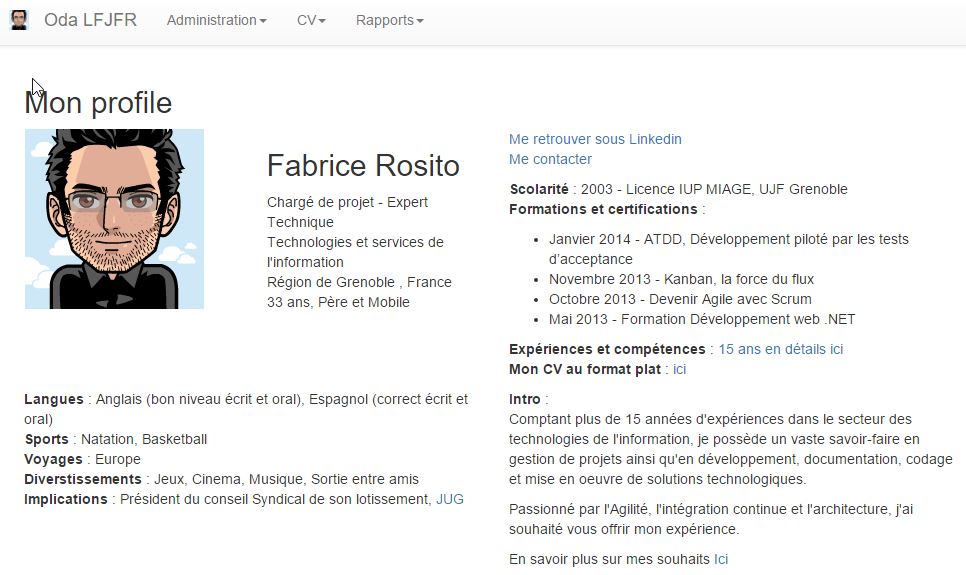 Oda LFJFR Administration CV Rapports
Mon profile
Fabrice Rosito
Chargé de projet - Expert
Technique
Technologies et services de
l'information
Région de Grenoble , France
33 ans, Père et Mobile
Me retrouver sous Linkedin
Me contacter
Scolarité : 2003 - Licence IUP MIAGE, UJF Grenoble
Formations et certifications :
Janvier 2014 - ATDD, Développement piloté par les tests
d'acceptance
Novembre 2013 - Kanban, la force du flux
Octobre 2013 - Devenir Agile avec Scrum
Mai 2013 - Formation Développement web .NET
Expériences et compétences : 15 ans en détails ici
Mon CV au format plat : ici
Langues : Anglais (bon niveau écrit et oral), Espagnol (correct écrit et
oral)
Sports : Natation, Basketball
Voyages : Europe
Diverstissements : Jeux, Cinema, Musique, Sortie entre amis
Implications : Président du conseil Syndical de son lotissement, JUG
Intro :
Comptant plus de 15 années d'expériences dans le secteur des
technologies de l'information, je possède un vaste savoir-faire en
gestion de projets ainsi qu'en développement, documentation, codage
et mise en oeuvre de solutions technologiques.
Passionné par l'Agilité, l'intégration continue et l'architecture, j'ai
souhaité vous offrir mon expérience.
En savoir plus sur mes souhaits Ici